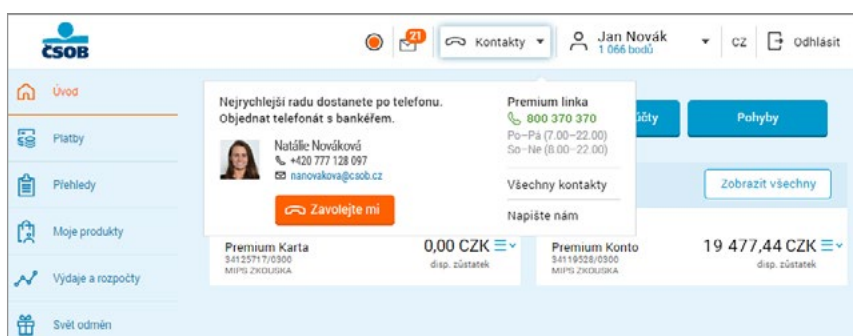 ČSOB
21
Kontakty
Jan Novák
1 066 bodů
CZ
Odhlásit
Úvod
Platby
Přehledy
Moje produkty
Výdaje a rozpočty
Svět odměn
Nejrychlejší radu dostanete po telefonu.
Objednat telefonát s bankéřem.
Natálie Nováková
+420 777 128 097
nanovakova@csob.cz
Zavolejte mi
Premium linka
800 370 370
Po–Pá (7.00–22.00)
So–Ne (8.00–22.00)
Všechny kontakty
Napište nám
Pohyby
Zobrazit všechny
Premium Karta
0,00 CZK
34125717/0300
disp. zůstatek
MIPS ZKOUSKA
Premium Konto
19 477,44 CZK
34119528/0300
disp. zůstatek
MIPS ZKOUSKA